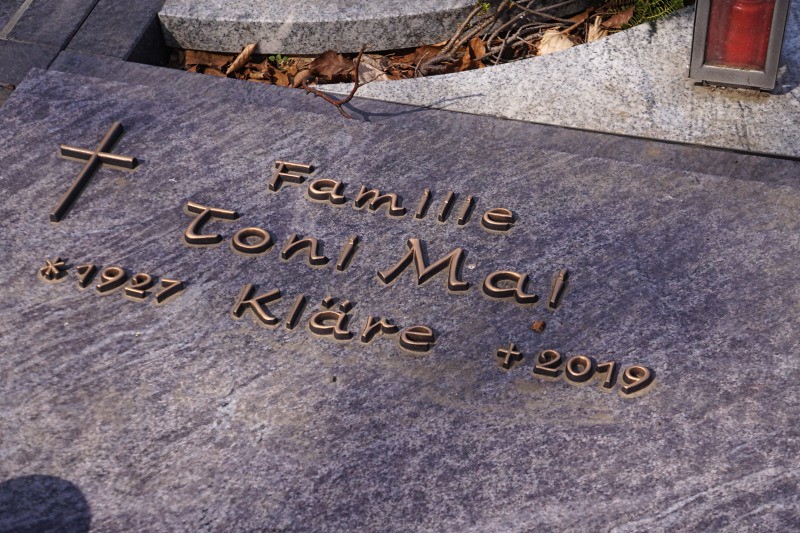 Familie
Toni Mai
* 1927 Kläre † 2019